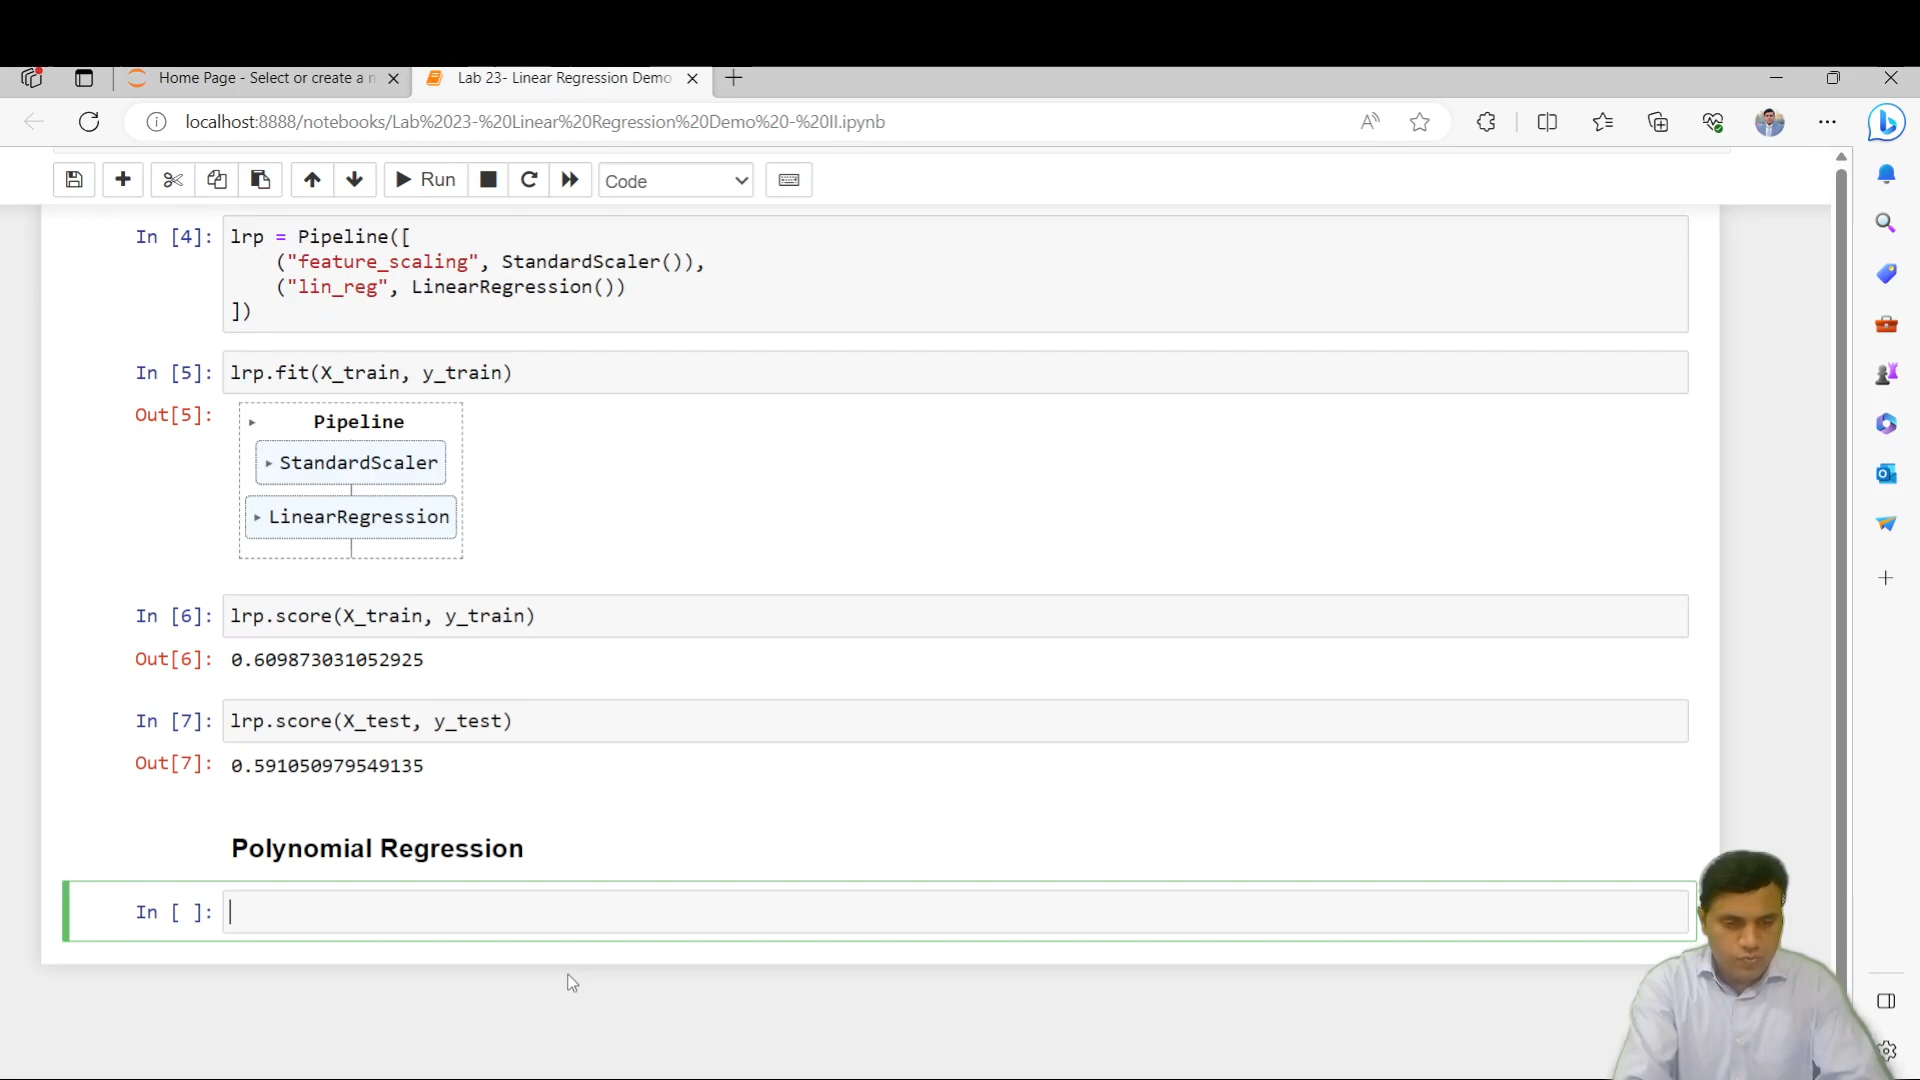 Home Page - Select or create a n
Lab 23- Linear Regression Demo
localhost:8888/notebooks/Lab%2023-%20Linear%20Regression%20Demo%20-%20II.ipynb
Run
Code
In [4]:
lrp = Pipeline([
("feature_scaling", StandardScaler()),
("lin_reg", LinearRegression())
])
In [5]:
lrp.fit(X_train, y_train)
Out[5]:
Pipeline
StandardScaler
LinearRegression
In [6]:
lrp.score(X_train, y_train)
Out[6]:
0.609873031052925
In [7]:
lrp.score(X_test, y_test)
Out[7]:
0.591050979549135
Polynomial Regression
In [ ]: